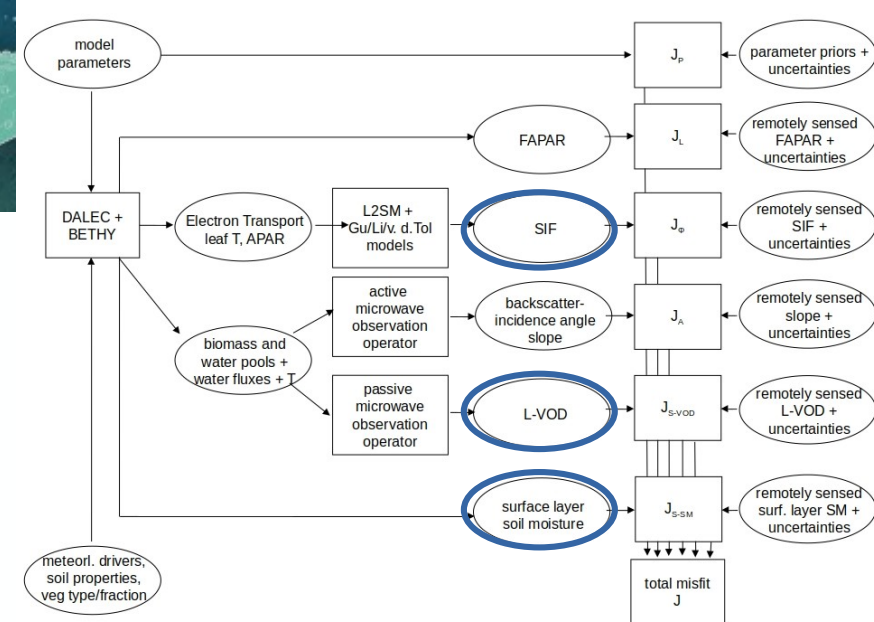 model
parameters
J_P
parameter priors +
uncertainties
FAPAR
J_L
remotely sensed
FAPAR +
uncertainties
DALEC +
BETHY
Electron Transport
leaf T, APAR
L2SM +
Gu/Li/v. d.Tol
models
SIF
J_Φ
remotely sensed
SIF +
uncertainties
active
microwave
observation
operator
backscatter-
incidence angle
slope
J_A
remotely sensed
slope +
uncertainties
biomass and
water pools +
water fluxes + T
passive
microwave
observation
operator
L-VOD
J_S-VOD
remotely sensed
L-VOD +
uncertainties
surface layer
soil moisture
J_S-SM
remotely sensed
surf. layer SM +
uncertainties
meteorl. drivers,
soil properties,
veg type/fraction
total misfit
J